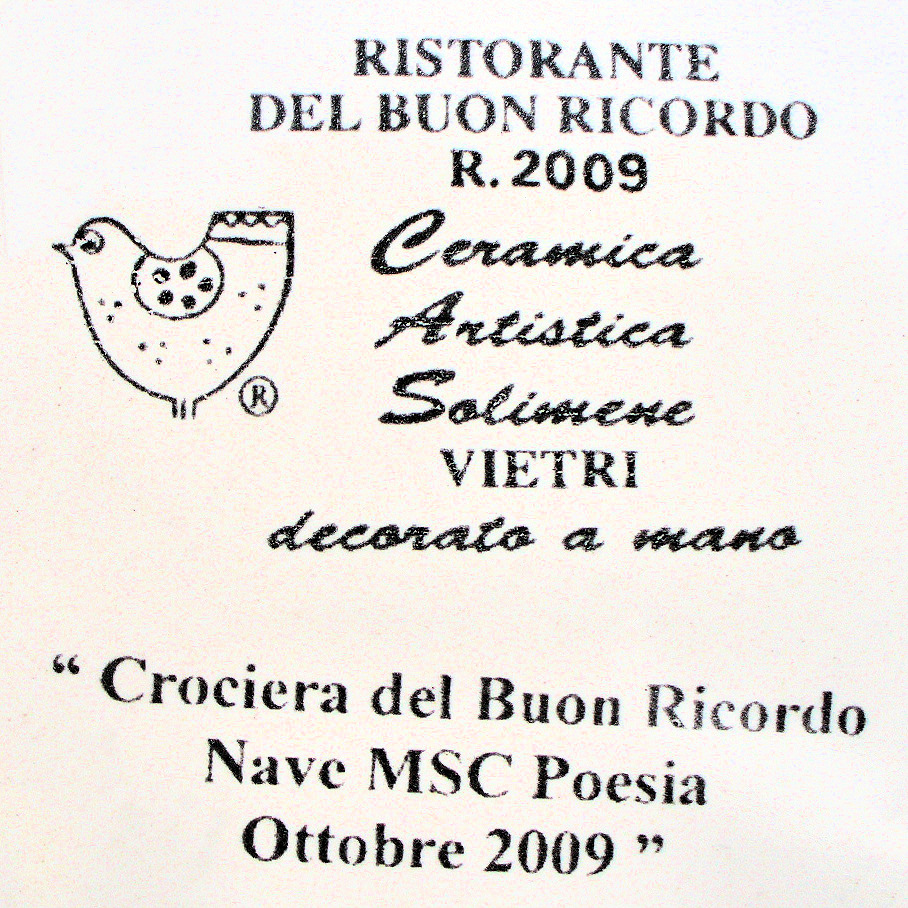 RISTORANTE
DEL BUON RICORDO
R. 2009
Ceramica
Artistica
Solimene
VIETRI
decorato a mano
®
“ Crociera del Buon Ricordo
Nave MSC Poesia
Ottobre 2009 ”